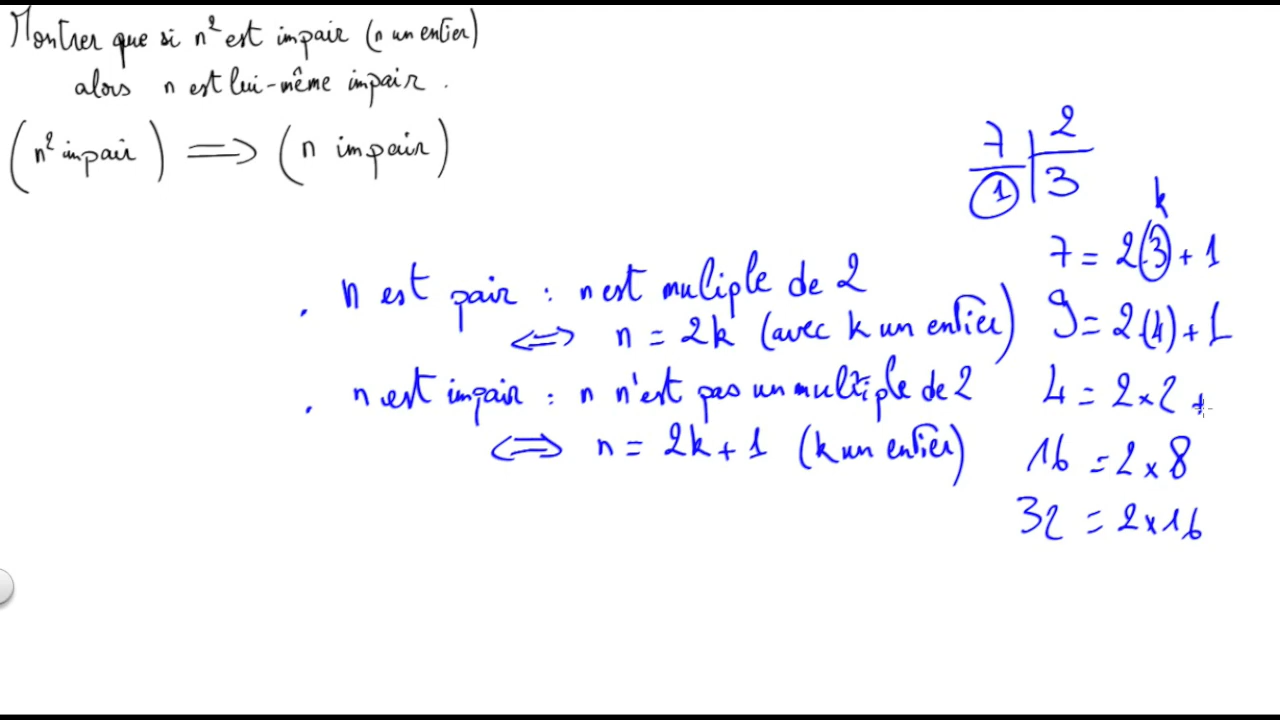 Montrer que si n² est impair (n un entier)
alors n est lui-même impair.
(n² impair) ⟹ (n impair)
7 | 2
1 | 3
k
7 = 2(3) + 1
. n est pair : n est muliple de 2
⟺ n = 2k (avec k un entier)
9 = 2(4) + 1
. n est impair : n n'est pas un multiple de 2
4 = 2 × 2 +
⟺ n = 2k + 1 (k un entier)
16 = 2 × 8
32 = 2 × 16